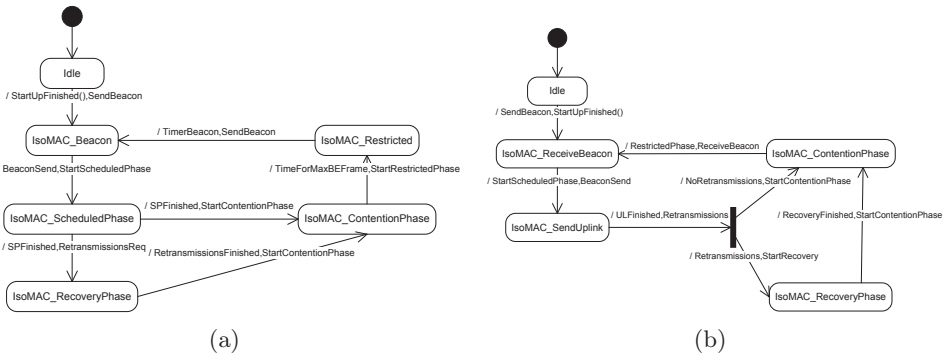 Idle
/ StartUpFinished(),SendBeacon
IsoMAC_Beacon
/ TimerBeacon,SendBeacon
IsoMAC_Restricted
BeaconSend,StartScheduledPhase
/ TimeForMaxBEFrame,StartRestrictedPhase
IsoMAC_ScheduledPhase
/ SPFinished,StartContentionPhase
IsoMAC_ContentionPhase
/ SPFinished,RetransmissionsReq
/ RetransmissionsFinished,StartContentionPhase
IsoMAC_RecoveryPhase
(a)
Idle
/ SendBeacon,StartUpFinished()
IsoMAC_ReceiveBeacon
/ RestrictedPhase,ReceiveBeacon
IsoMAC_ContentionPhase
/ StartScheduledPhase,BeaconSend
/ NoRetransmissions,StartContentionPhase
IsoMAC_SendUplink
/ ULFinished,Retransmissions
/ RecoveryFinished,StartContentionPhase
/ Retransmissions,StartRecovery
IsoMAC_RecoveryPhase
(b)